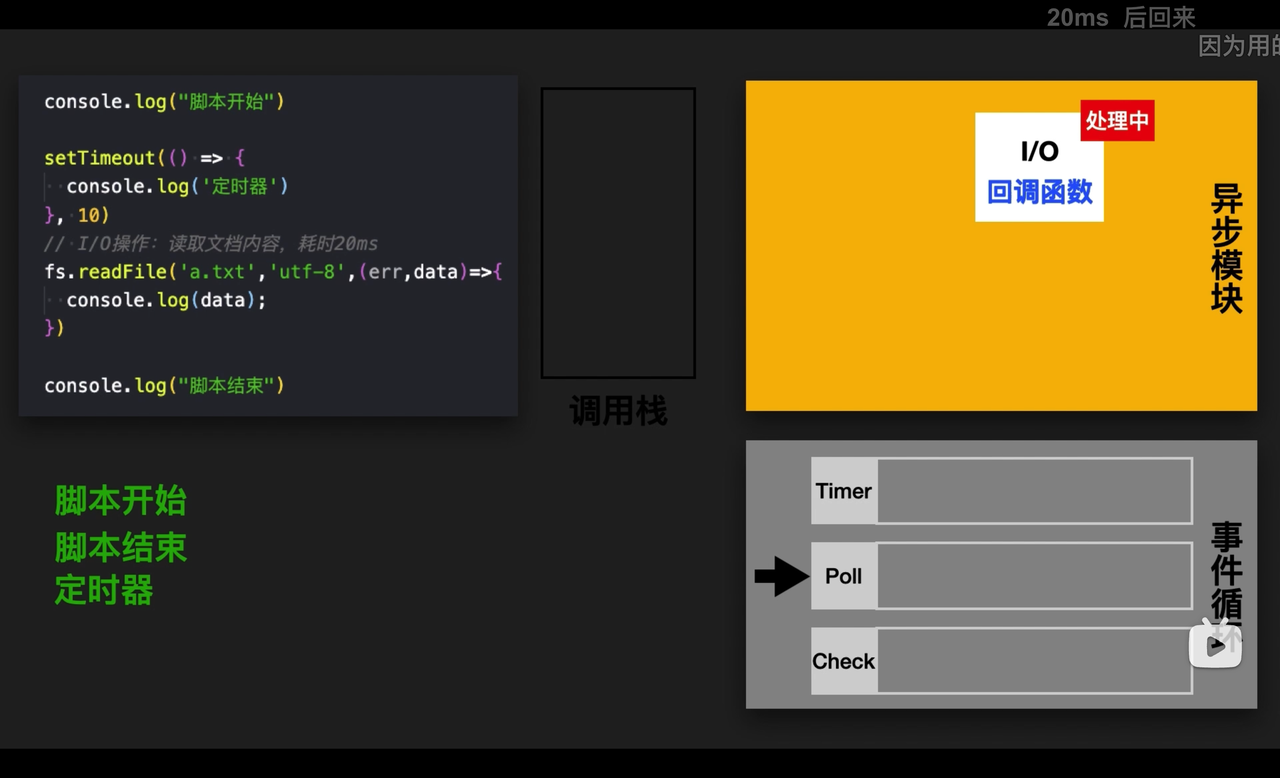 20ms 后回来
因为用的
console.log("脚本开始")
setTimeout(() => {
console.log('定时器')
}, 10)
// I/O操作：读取文档内容，耗时20ms
fs.readFile('a.txt','utf-8',(err,data)=>{
console.log(data);
})
console.log("脚本结束")
调用栈
处理中
I/O
回调函数
异步模块
脚本开始
脚本结束
定时器
Timer
Poll
Check
事件循环